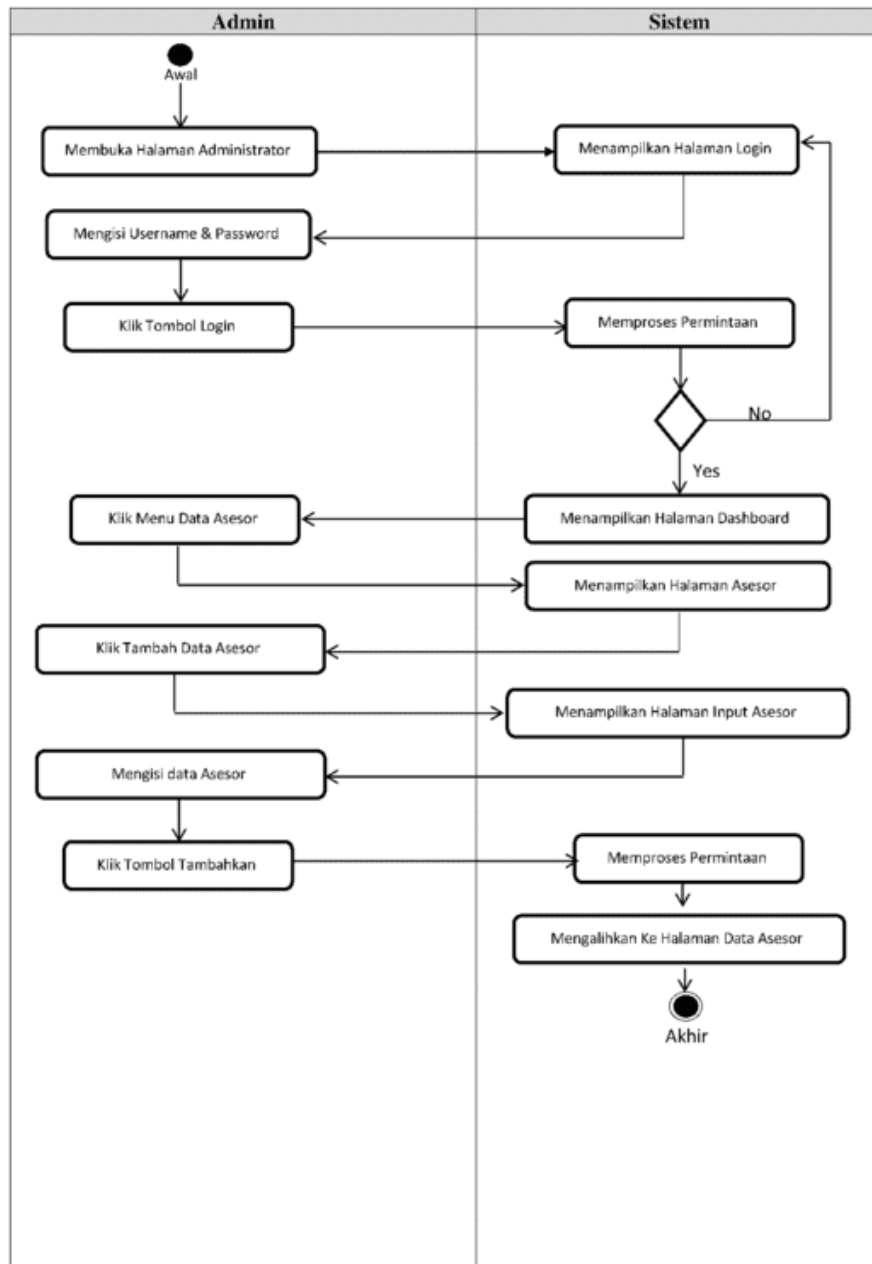 Admin
Sistem
Awal
Membuka Halaman Administrator
Menampilkan Halaman Login
Mengisi Username & Password
Klik Tombol Login
Memproses Permintaan
No
Yes
Klik Menu Data Asesor
Menampilkan Halaman Dashboard
Menampilkan Halaman Asesor
Klik Tambah Data Asesor
Menampilkan Halaman Input Asesor
Mengisi data Asesor
Klik Tombol Tambahkan
Memproses Permintaan
Mengalihkan Ke Halaman Data Asesor
Akhir